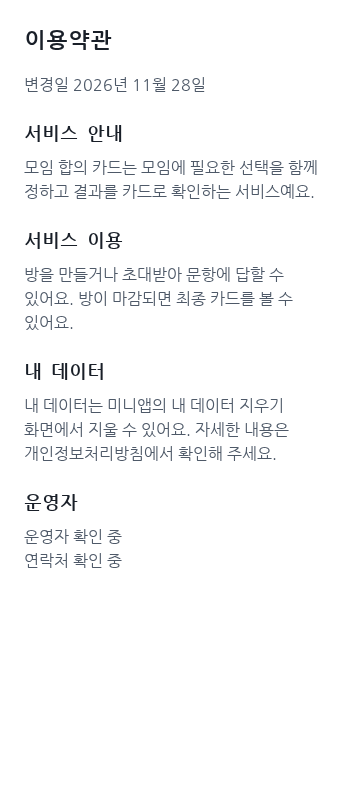 이용약관
변경일 2026년 11월 28일
서비스 안내
모임 합의 카드는 모임에 필요한 선택을 함께
정하고 결과를 카드로 확인하는 서비스예요.
서비스 이용
방을 만들거나 초대받아 문항에 답할 수
있어요. 방이 마감되면 최종 카드를 볼 수
있어요.
내 데이터
내 데이터는 미니앱의 내 데이터 지우기
화면에서 지울 수 있어요. 자세한 내용은
개인정보처리방침에서 확인해 주세요.
운영자
운영자 확인 중
연락처 확인 중